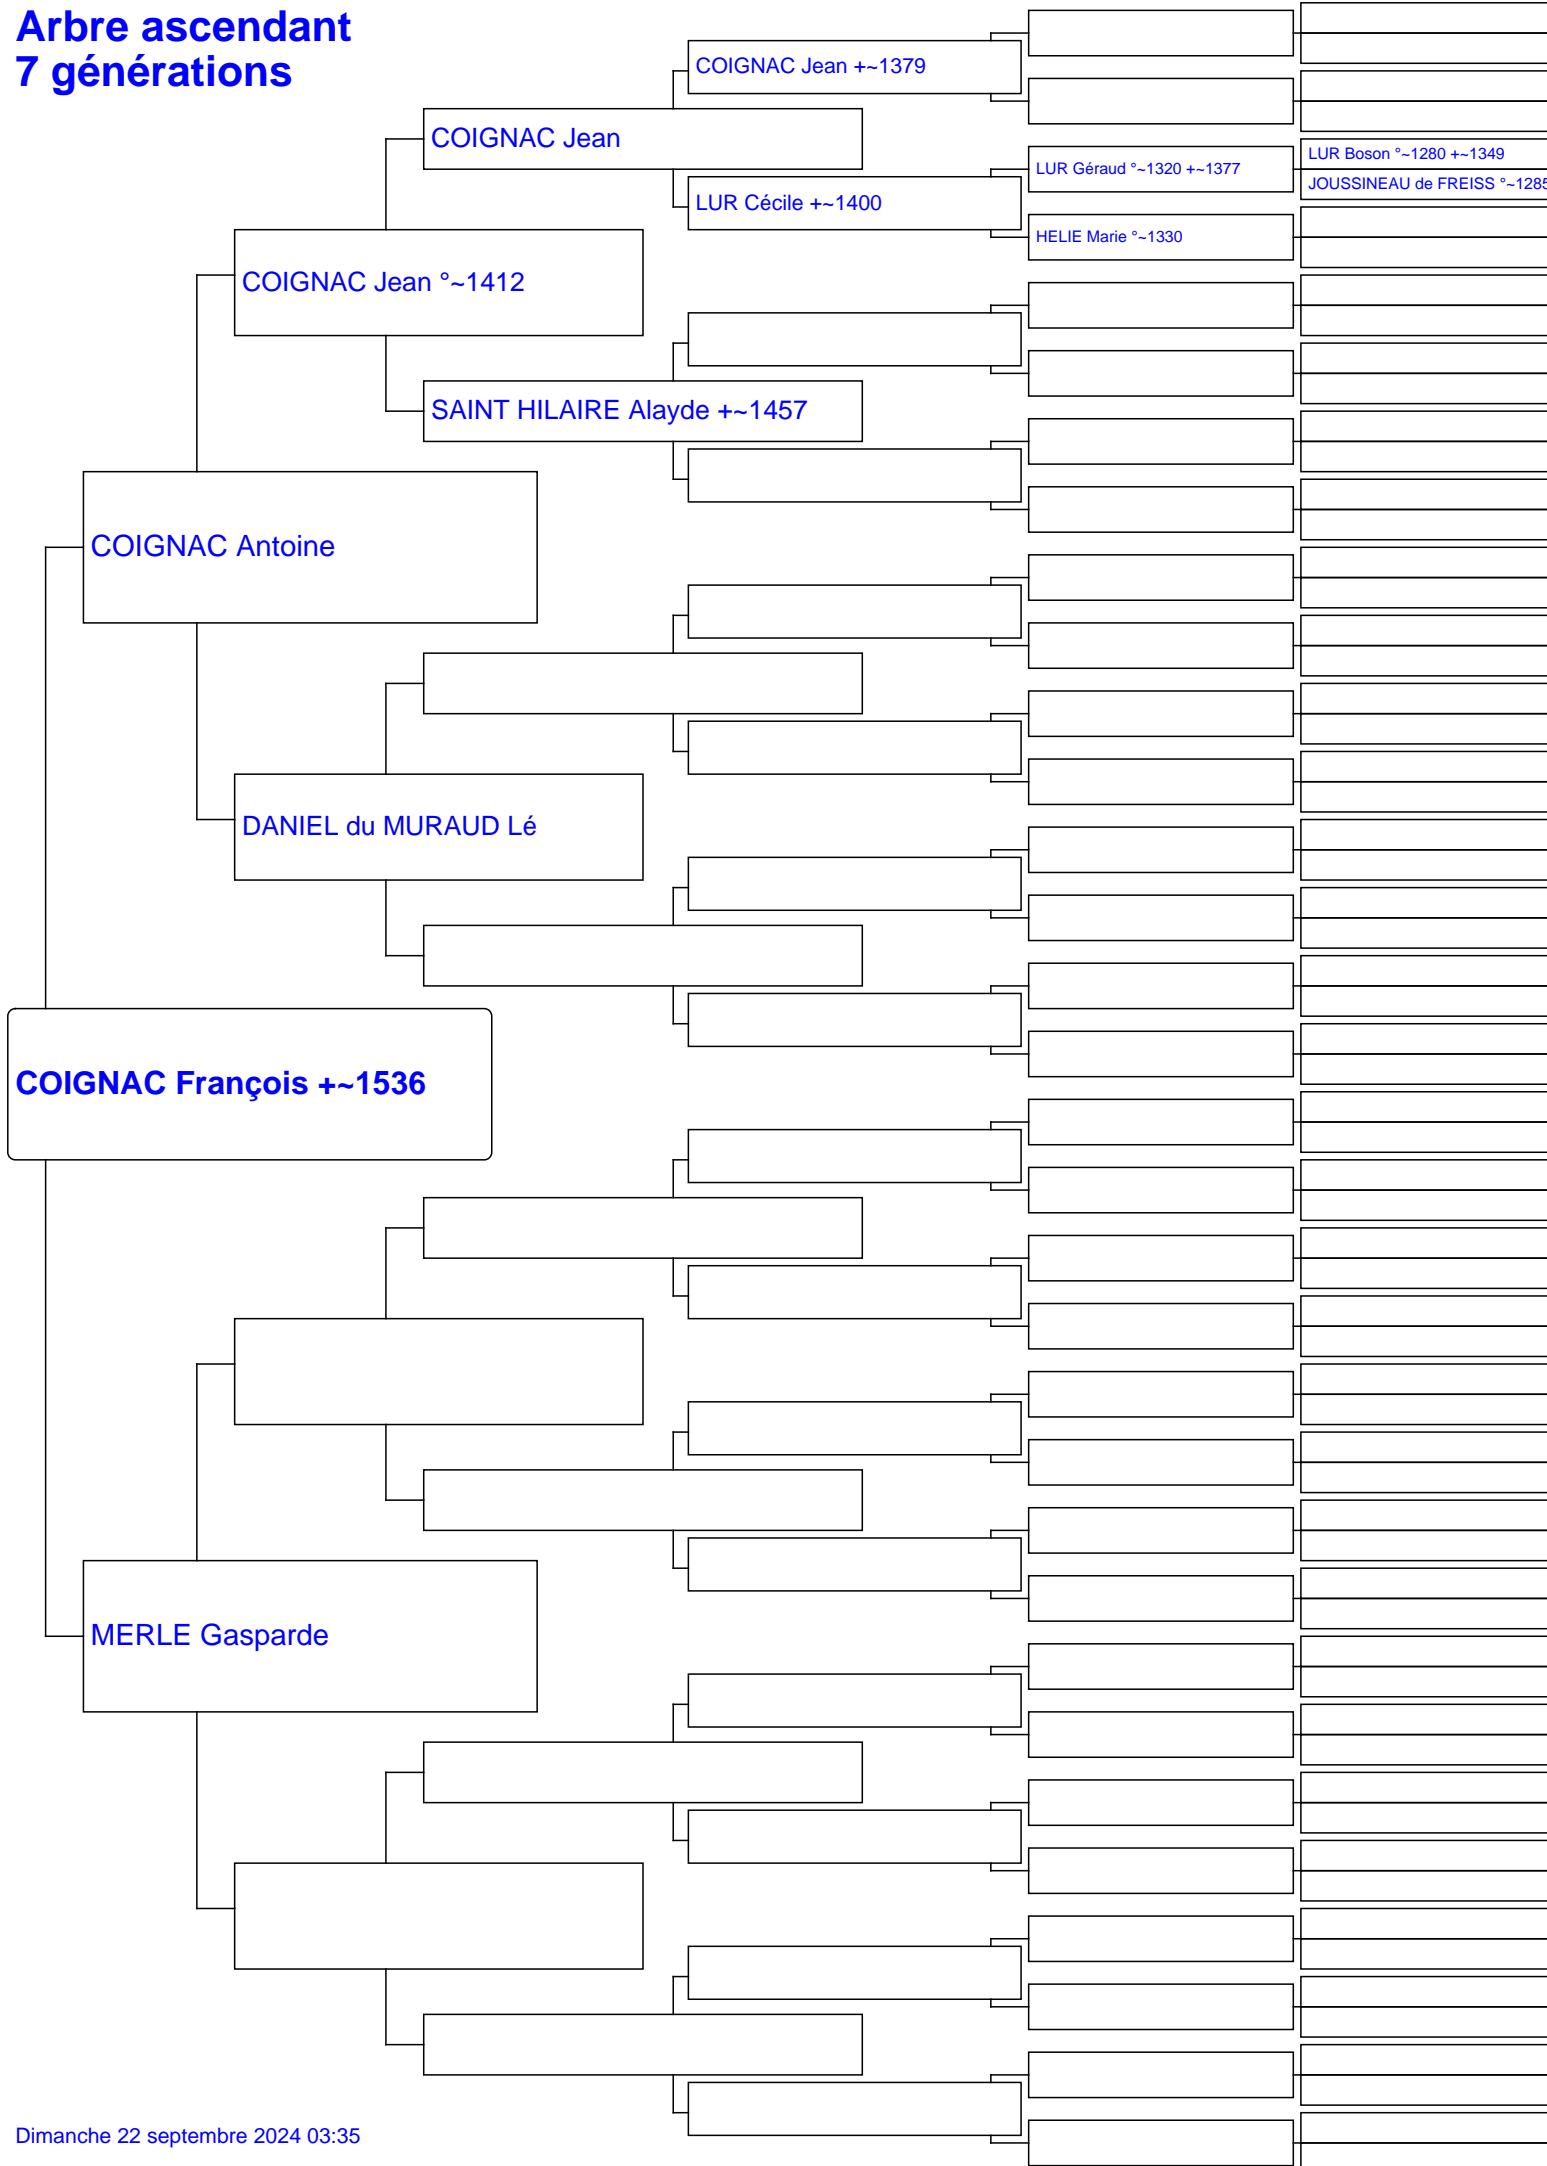 Arbre ascendant
7 générations
COIGNAC Jean +~1379
COIGNAC Jean
LUR Boson °~1280 +~1349
LUR Géraud °~1320 +~1377
JOUSSINEAU de FREISS °~1285
LUR Cécile +~1400
HELIE Marie °~1330
COIGNAC Jean °~1412
SAINT HILAIRE Alayde +~1457
COIGNAC Antoine
DANIEL du MURAUD Lé
COIGNAC François +~1536
MERLE Gasparde
Dimanche 22 septembre 2024 03:35